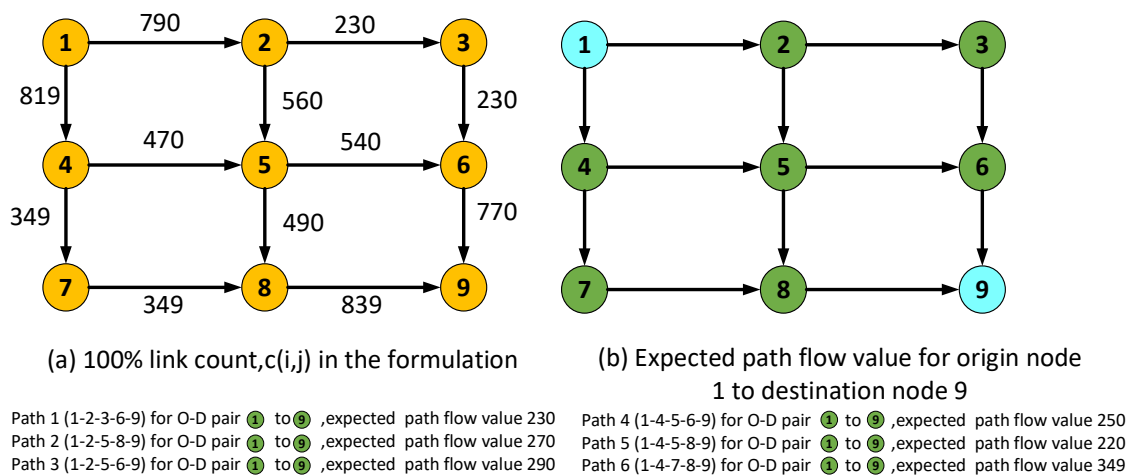 1 790 2 230 3
819 560 230
4 470 5 540 6
349 490 770
7 349 8 839 9
(a) 100% link count,c(i,j) in the formulation
1 2 3
4 5 6
7 8 9
(b) Expected path flow value for origin node
1 to destination node 9
Path 1 (1-2-3-6-9) for O-D pair 1 to 9 ,expected path flow value 230
Path 2 (1-2-5-8-9) for O-D pair 1 to 9 ,expected path flow value 270
Path 3 (1-2-5-6-9) for O-D pair 1 to 9 ,expected path flow value 290
Path 4 (1-4-5-6-9) for O-D pair 1 to 9 ,expected path flow value 250
Path 5 (1-4-5-8-9) for O-D pair 1 to 9 ,expected path flow value 220
Path 6 (1-4-7-8-9) for O-D pair 1 to 9 ,expected path flow value 349